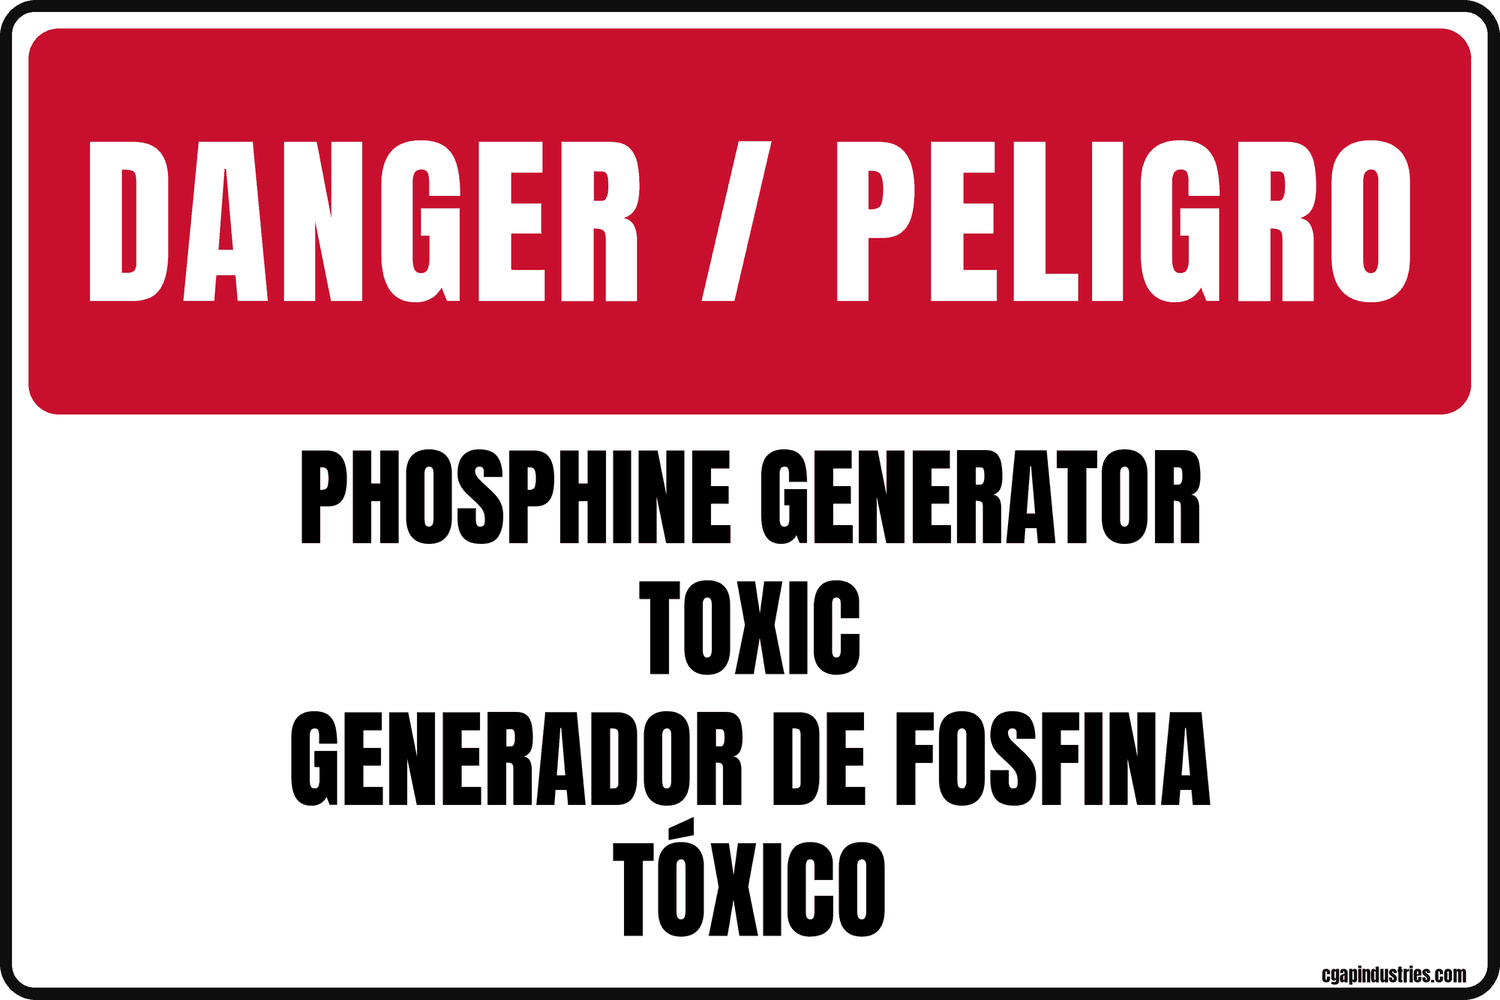 DANGER / PELIGRO
PHOSPHINE GENERATOR
TOXIC
GENERADOR DE FOSFINA
TÓXICO
cgapindustries.com